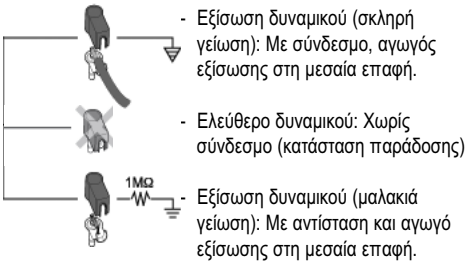 - Εξίσωση δυναμικού (σκληρή
γείωση): Με σύνδεσμο, αγωγός
εξίσωσης στη μεσαία επαφή.
- Ελεύθερο δυναμικού: Χωρίς
σύνδεσμο (κατάσταση παράδοσης)
1MΩ
- Εξίσωση δυναμικού (μαλακιά
γείωση): Με αντίσταση και αγωγό
εξίσωσης στη μεσαία επαφή.